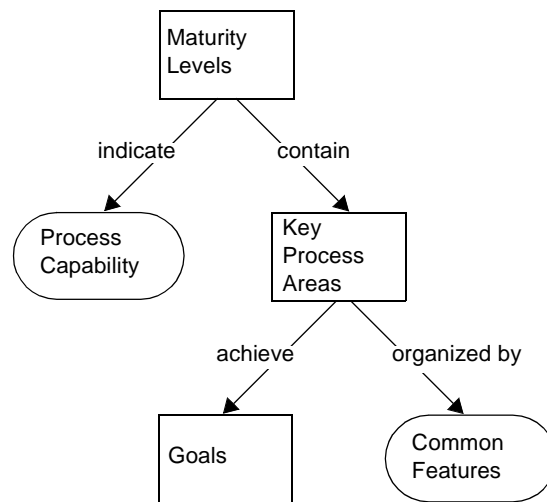 Maturity
Levels
indicate
contain
Process
Capability
Key
Process
Areas
achieve
organized by
Goals
Common
Features